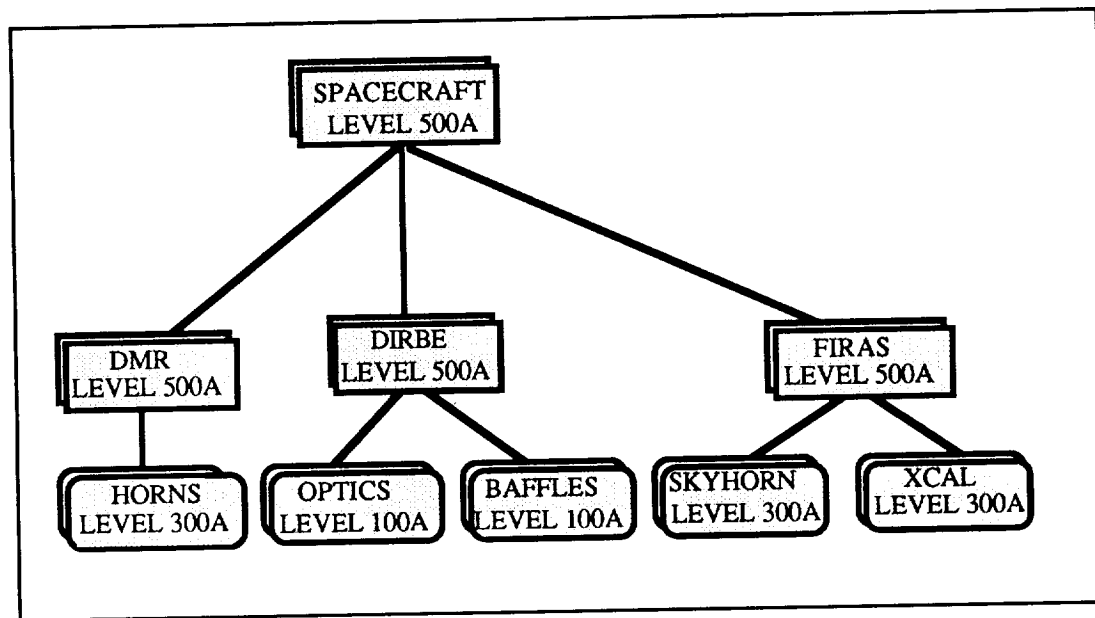 SPACECRAFT
LEVEL 500A
DMR
LEVEL 500A
DIRBE
LEVEL 500A
FIRAS
LEVEL 500A
HORNS
LEVEL 300A
OPTICS
LEVEL 100A
BAFFLES
LEVEL 100A
SKYHORN
LEVEL 300A
XCAL
LEVEL 300A